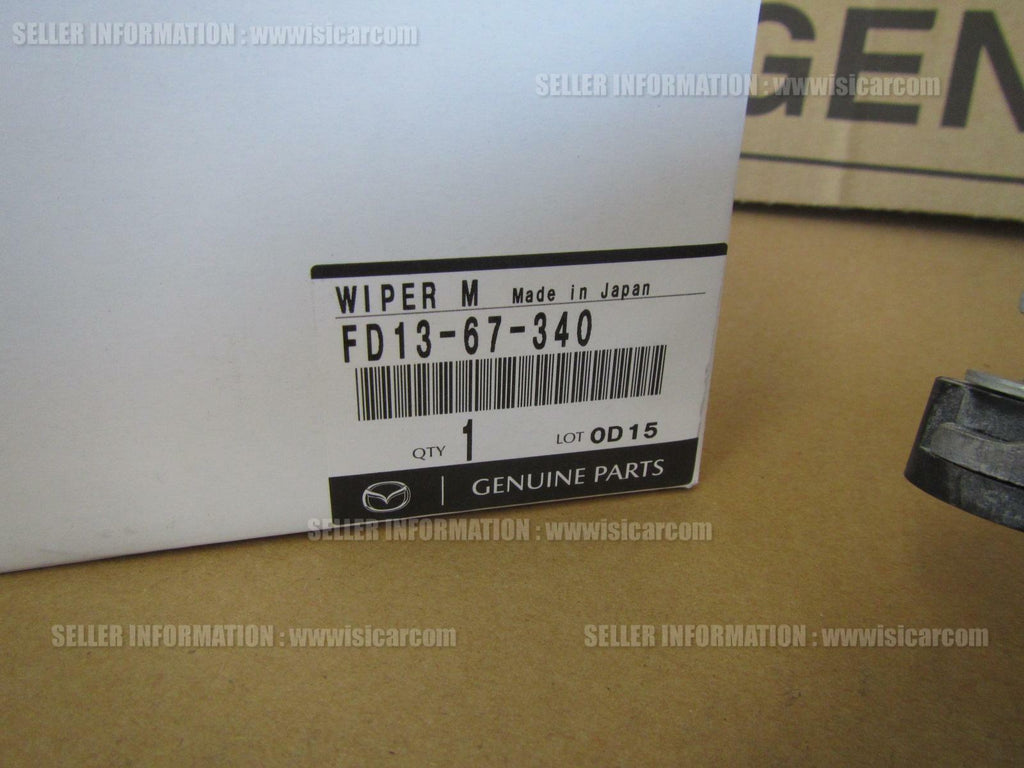 SELLER INFORMATION : wwwisicarcom
SELLER INFORMATION : wwwisicarcom
GEN
WIPER M Made in Japan
FD13-67-340
QTY 1 LOT 0D15
GENUINE PARTS
SELLER INFORMATION : wwwisicarcom
SELLER INFORMATION : wwwisicarcom
SELLER INFORMATION : wwwisicarcom